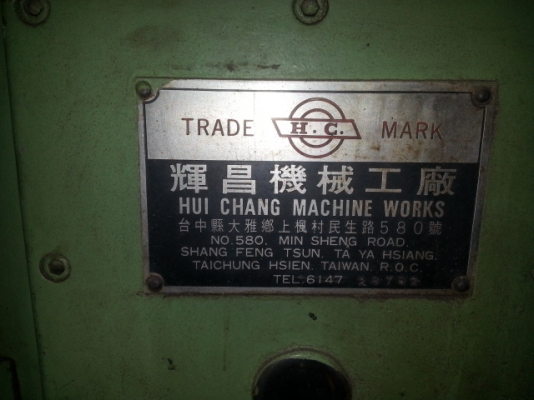 TRADE H.C. MARK
輝昌機械工廠
HUI CHANG MACHINE WORKS
台中縣大雅鄉上楓村民生路580號
NO.580. MIN SHENG ROAD.
SHANG FENG TSUN. TA YA HSIANG.
TAICHUNG HSIEN. TAIWAN. R.O.C.
TEL:6147